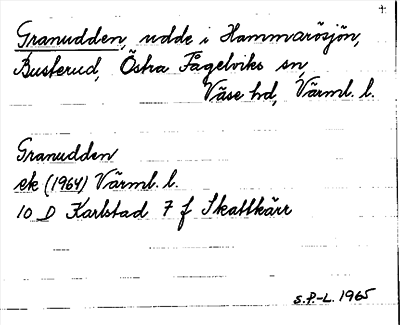 +
Granudden, udde i Hammarösjön,
Busterud, Östra Fågelviks sn,
Väse hd, Värml. l.
Granudden
ek (1964) Värml. l.
10 D Karlstad 7 f Skattkärr
S.P.-L. 1965